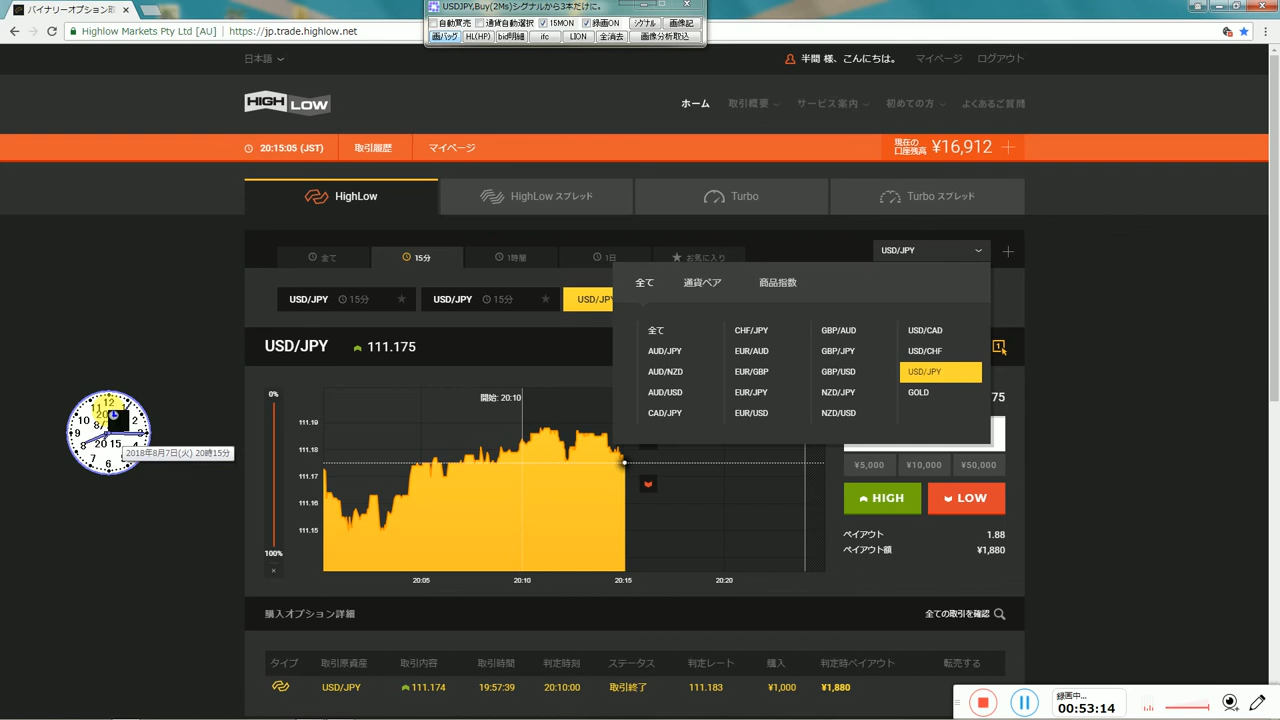 バイナリーオプション取
USDJPY,Buy(2Ms)シグナルから3本だけに。
自動買売 通貨自動選択 15MON 録画ON シグナル 画像記
画バッグ HL(HP) bid明細 ifc LION 全消去 画像分析取込
Highlow Markets Pty Ltd [AU] https://jp.trade.highlow.net
日本語
半間 様、こんにちは。 マイページ ログアウト
HIGH LOW
ホーム 取引概要 サービス案内 初めての方 よくあるご質問
20:15:05 (JST) 取引履歴 マイページ
現在の
口座残高 ¥16,912
HighLow HighLow スプレッド Turbo Turbo スプレッド
全て 15分 1時間 1日 お気に入り USD/JPY
全て 通貨ペア 商品指数
USD/JPY 15分 USD/JPY 15分 USD/JP
全て CHF/JPY GBP/AUD USD/CAD
AUD/JPY EUR/AUD GBP/JPY USD/CHF
AUD/NZD EUR/GBP GBP/USD USD/JPY
AUD/USD EUR/JPY NZD/JPY GOLD
CAD/JPY EUR/USD NZD/USD
USD/JPY 111.175
1
75
0%
開始: 20:10
111.19
111.18
111.17
111.15
100%
20:05 20:10 20:15 20:20
2018年8月7日(火) 20時15分
¥5,000 ¥10,000 ¥50,000
HIGH LOW
ペイアウト 1.88
ペイアウト額 ¥1,880
購入オプション詳細 全ての取引を確認
タイプ 取引原資産 取引内容 取引時間 判定時刻 ステータス 判定レート 購入 判定時ペイアウト 転売する
USD/JPY 111.174 19:57:39 20:10:00 取引終了 111.183 ¥1,000 ¥1,880
録画中...
00:53:14